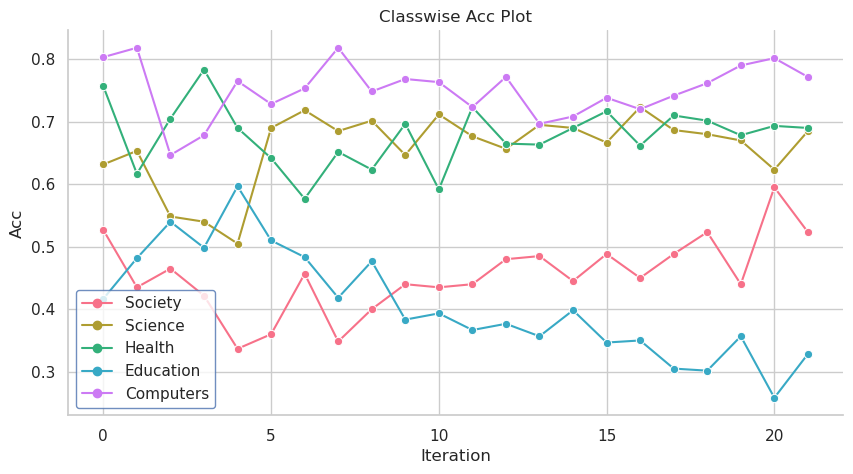 Classwise Acc Plot
Acc
0.8
0.7
0.6
0.5
0.4
0.3
Society
Science
Health
Education
Computers
0 5 10 15 20
Iteration